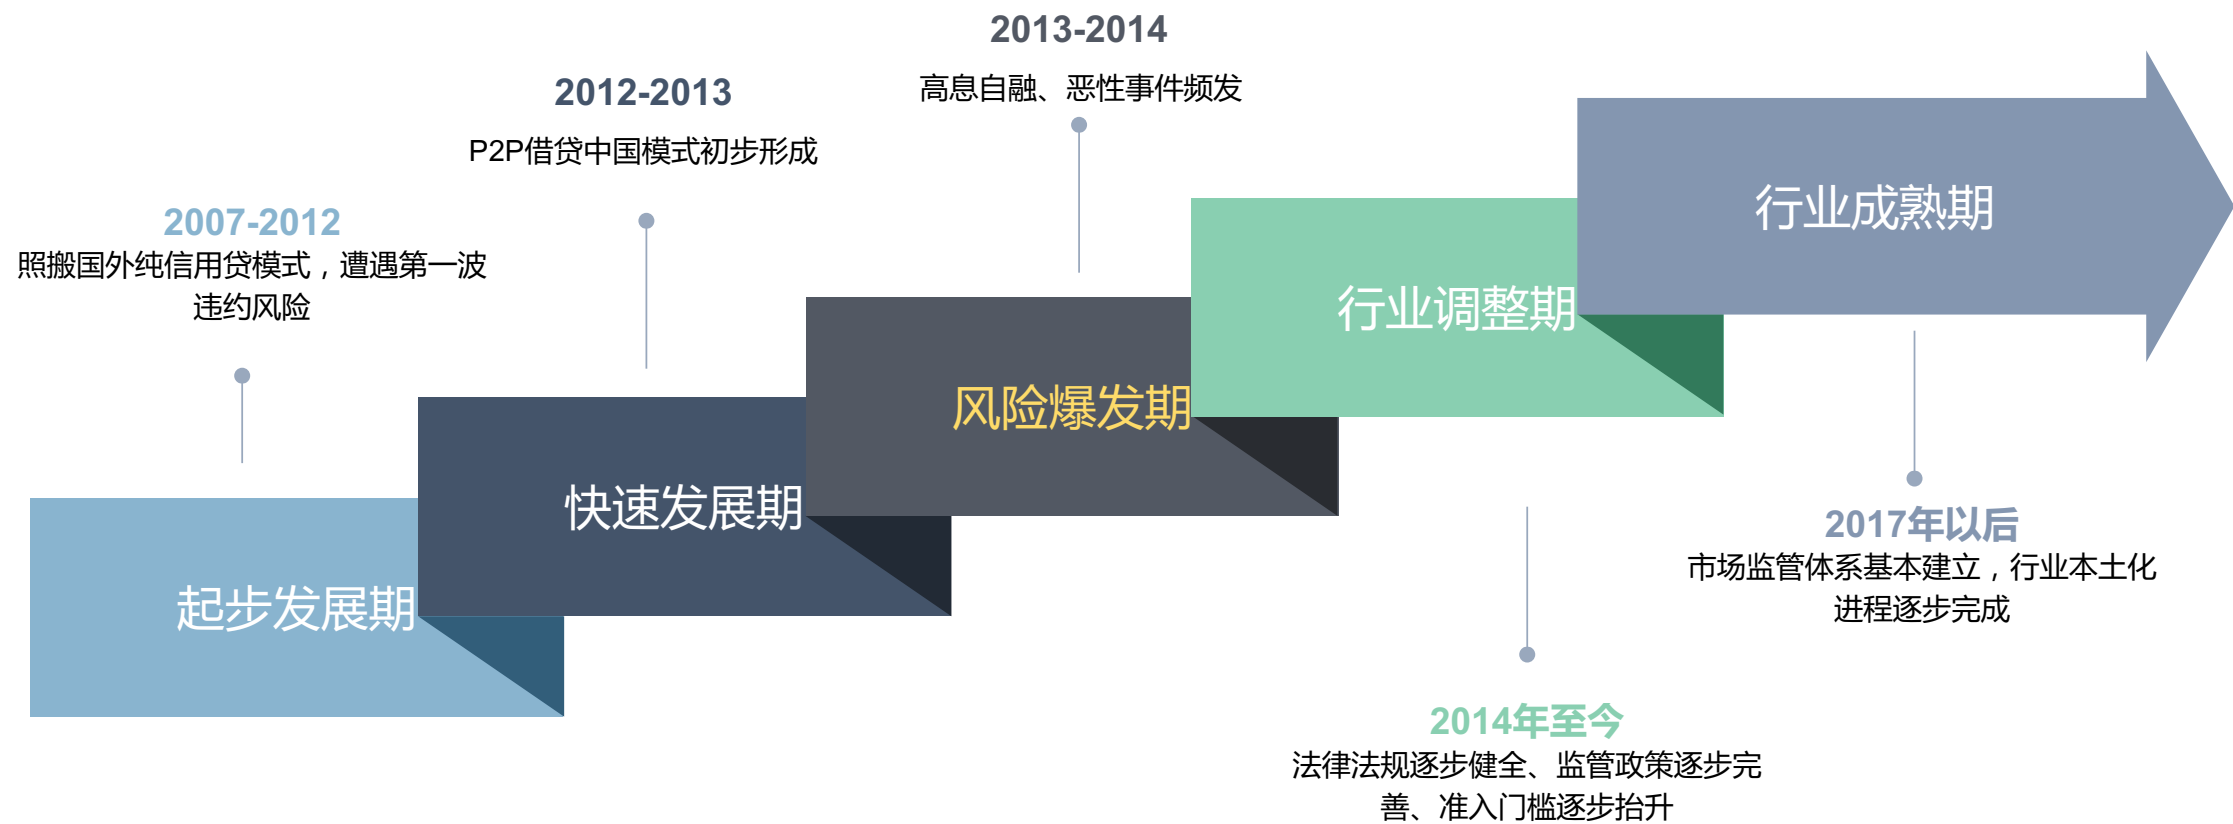 2007-2012
照搬国外纯信用贷模式，遭遇第一波
违约风险
起步发展期
2012-2013
P2P借贷中国模式初步形成
快速发展期
2013-2014
高息自融、恶性事件频发
风险爆发期
行业调整期
2014年至今
法律法规逐步健全、监管政策逐步完
善、准入门槛逐步抬升
行业成熟期
2017年以后
市场监管体系基本建立，行业本土化
进程逐步完成